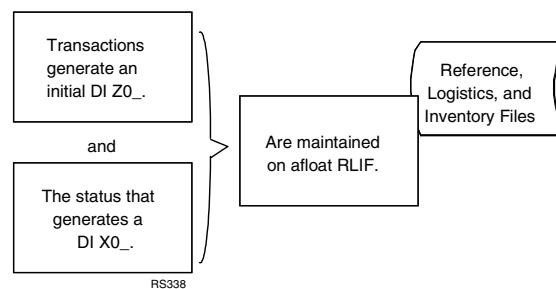 Transactions
generate an
initial DI Z0_.
and
The status that
generates a
DI X0_.
RS338
Are maintained
on afloat RLIF.
Reference,
Logistics, and
Inventory Files